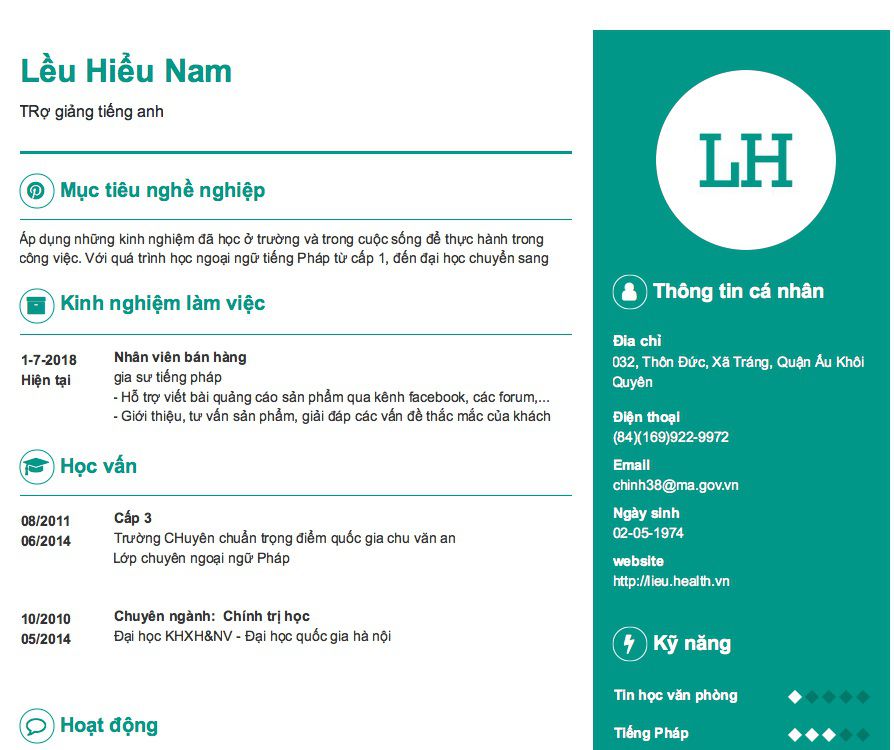 Lều Hiểu Nam
TRợ giảng tiếng anh
Mục tiêu nghề nghiệp
Áp dụng những kinh nghiệm đã học ở trường và trong cuộc sống để thực hành trong
công việc. Với quá trình học ngoại ngữ tiếng Pháp từ cấp 1, đến đại học chuyển sang
Kinh nghiệm làm việc
1-7-2018
Hiện tại
Nhân viên bán hàng
gia sư tiếng pháp
- Hỗ trợ viết bài quảng cáo sản phẩm qua kênh facebook, các forum,...
- Giới thiệu, tư vấn sản phẩm, giải đáp các vấn đề thắc mắc của khách
Học vấn
08/2011
06/2014
Cấp 3
Trường CHuyên chuẩn trọng điểm quốc gia chu văn an
Lớp chuyên ngoại ngữ Pháp
10/2010
05/2014
Chuyên ngành: Chính trị học
Đại học KHXH&NV - Đại học quốc gia hà nội
Hoạt động
LH
Thông tin cá nhân
Địa chỉ
032, Thôn Đức, Xã Tráng, Quận Ấu Khôi
Quyên
Điện thoại
(84)(169)922-9972
Email
chinh38@ma.gov.vn
Ngày sinh
02-05-1974
website
http://lieu.health.vn
Kỹ năng
Tin học văn phòng
Tiếng Pháp